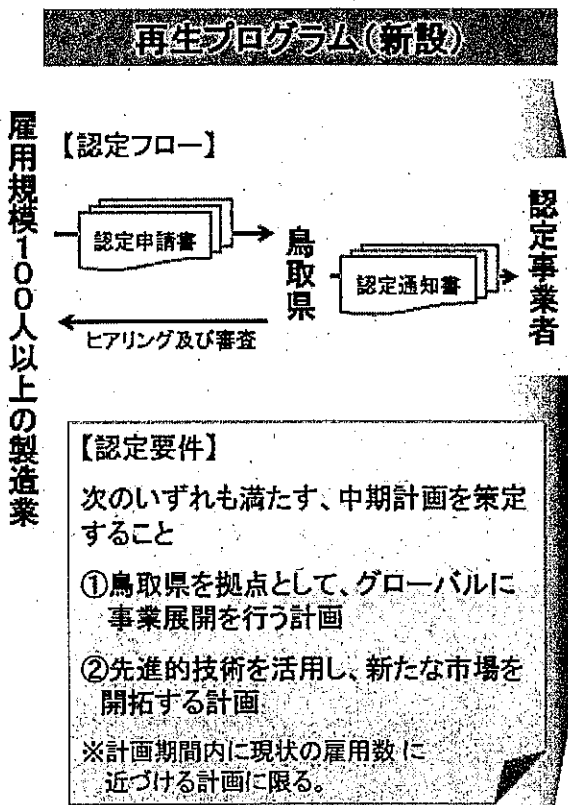 再生プログラム(新設)
雇用規模100人以上の製造業
【認定フロー】
認定申請書
鳥取県
認定通知書
認定事業者
ヒアリング及び審査
【認定要件】
次のいずれも満たす、中期計画を策定
すること
①鳥取県を拠点として、グローバルに
事業展開を行う計画
②先進的技術を活用し、新たな市場を
開拓する計画
※計画期間内に現状の雇用数に
近づける計画に限る。